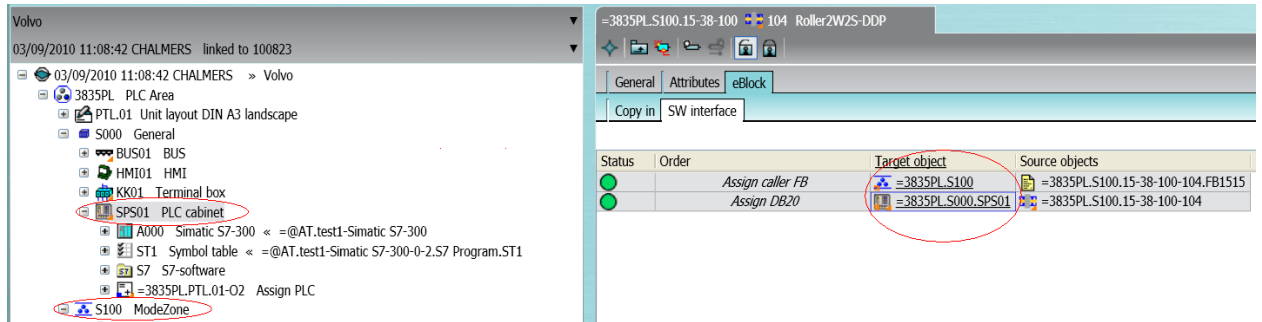 Volvo
03/09/2010 11:08:42 CHALMERS linked to 100823
03/09/2010 11:08:42 CHALMERS » Volvo
3835PL PLC Area
PTL.01 Unit layout DIN A3 landscape
S000 General
BUS01 BUS
HMI01 HMI
KK01 Terminal box
SPS01 PLC cabinet
A000 Simatic S7-300 « =@AT.test1-Simatic S7-300
ST1 Symbol table « =@AT.test1-Simatic S7-300-0-2.S7 Program.ST1
S7 S7-software
=3835PL.PTL.01-O2 Assign PLC
S100 ModeZone
=3835PL.S100.15-38-100 104 Roller2W2S-DDP
General Attributes eBlock
Copy in SW interface
Status Order Target object Source objects
Assign caller FB =3835PL.S100 =3835PL.S100.15-38-100-104.FB1515
Assign DB20 =3835PL.S000.SPS01 =3835PL.S100.15-38-100-104